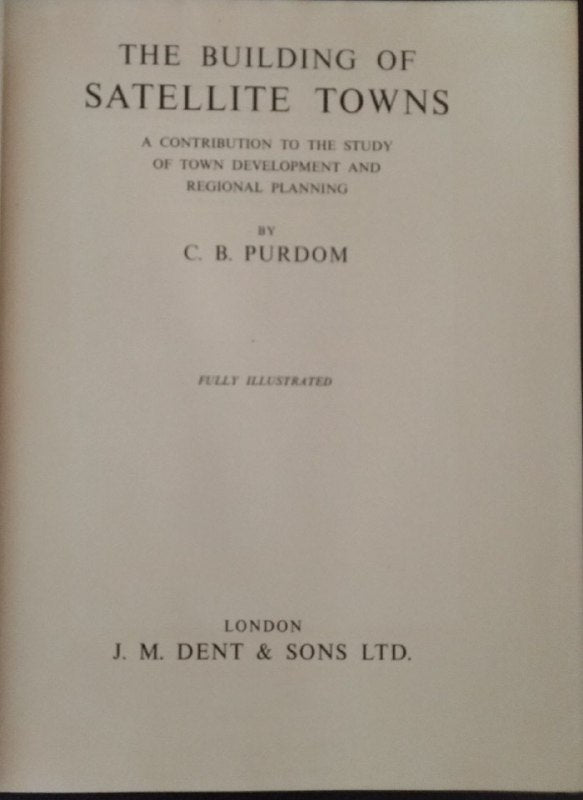 THE BUILDING OF
SATELLITE TOWNS
A CONTRIBUTION TO THE STUDY
OF TOWN DEVELOPMENT AND
REGIONAL PLANNING
BY
C. B. PURDOM
FULLY ILLUSTRATED
LONDON
J. M. DENT & SONS LTD.